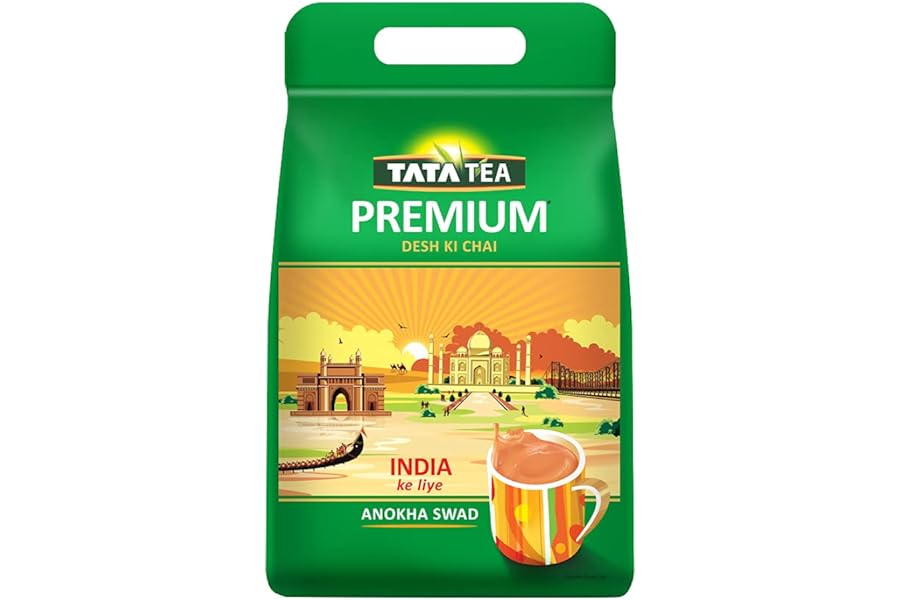 TATA TEA
PREMIUM
DESH KI CHAI
INDIA
ke liye
ANOKHA SWAD